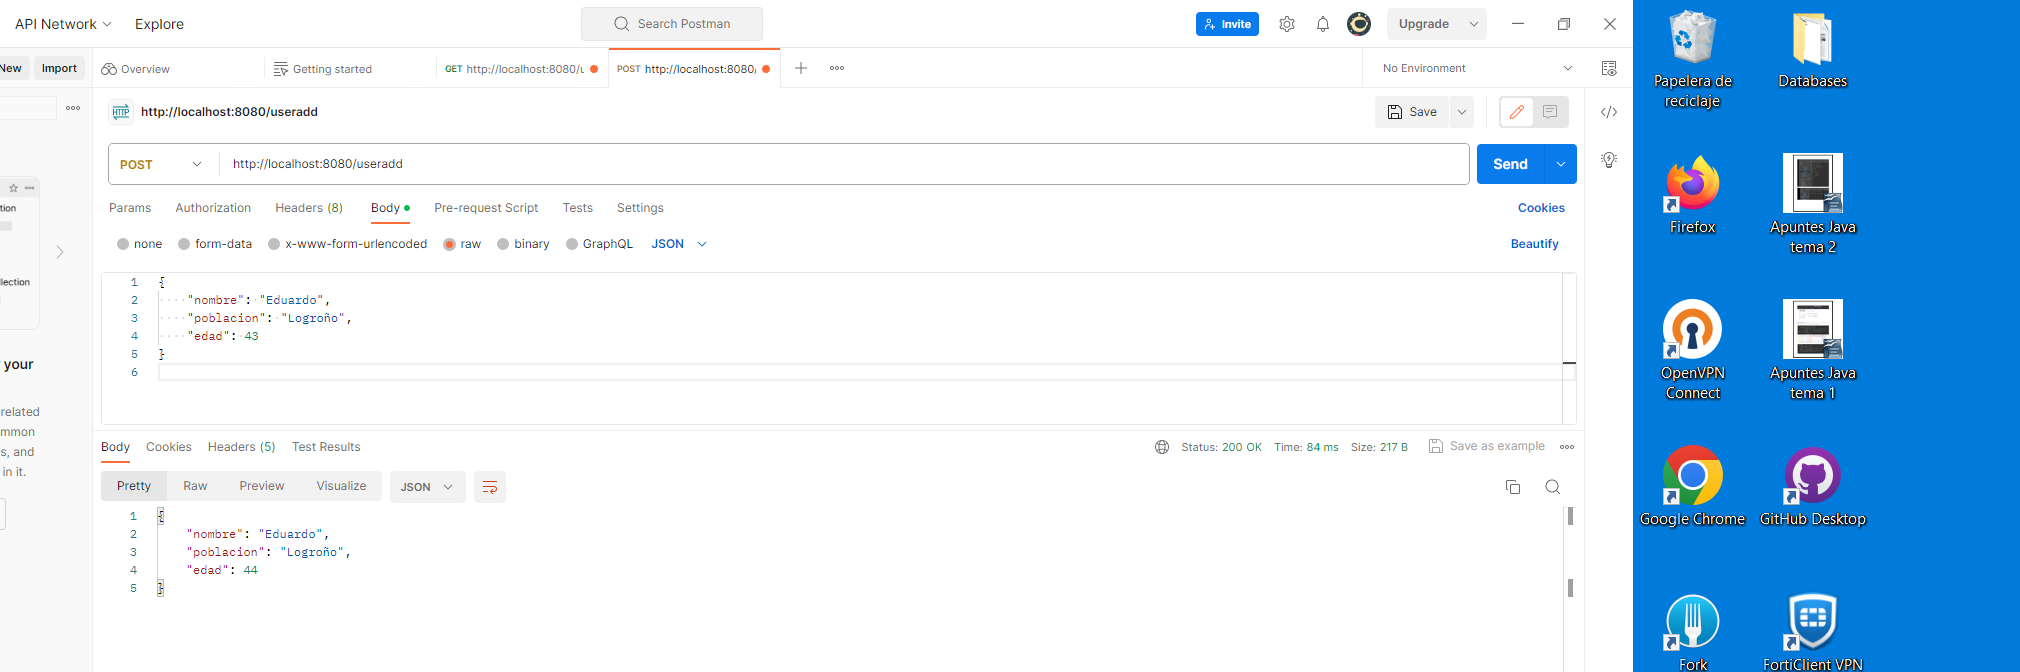 API Network
Explore
Search Postman
Invite
Upgrade
New
Import
Overview
Getting started
GET http://localhost:8080/u
POST http://localhost:8080/
No Environment
HTTP
http://localhost:8080/useradd
Save
POST
http://localhost:8080/useradd
Send
Params
Authorization
Headers (8)
Body
Pre-request Script
Tests
Settings
Cookies
none
form-data
x-www-form-urlencoded
raw
binary
GraphQL
JSON
Beautify
1 {
2 "nombre": "Eduardo",
3 "poblacion": "Logroño",
4 "edad": 43
5 }
6
your
related
in it.
s, and
Body
Cookies
Headers (5)
Test Results
Status: 200 OK
Time: 84 ms
Size: 217 B
Save as example
Pretty
Raw
Preview
Visualize
JSON
1 {
2 "nombre": "Eduardo",
3 "poblacion": "Logroño",
4 "edad": 44
5 }
Papelera de
reciclaje
Databases
Firefox
Apuntes Java
tema 2
OpenVPN
Connect
Apuntes Java
tema 1
Google Chrome
GitHub Desktop
Fork
FortiClient VPN